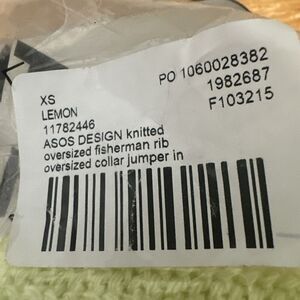 XS
LEMON
11782446
ASOS DESIGN knitted
oversized fisherman rib
oversized collar jumper in
PO 1060028382
1982687
F103215